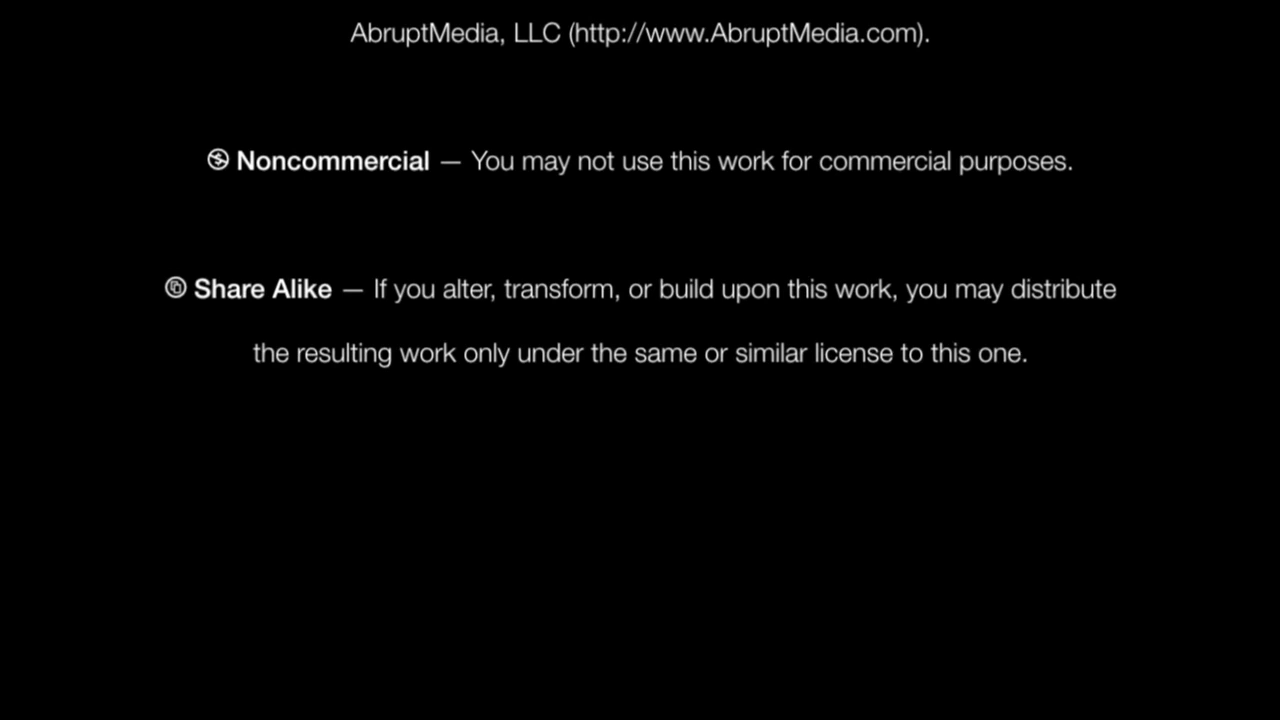 AbruptMedia, LLC (http://www.AbruptMedia.com).
Noncommercial — You may not use this work for commercial purposes.
Share Alike — If you alter, transform, or build upon this work, you may distribute
the resulting work only under the same or similar license to this one.